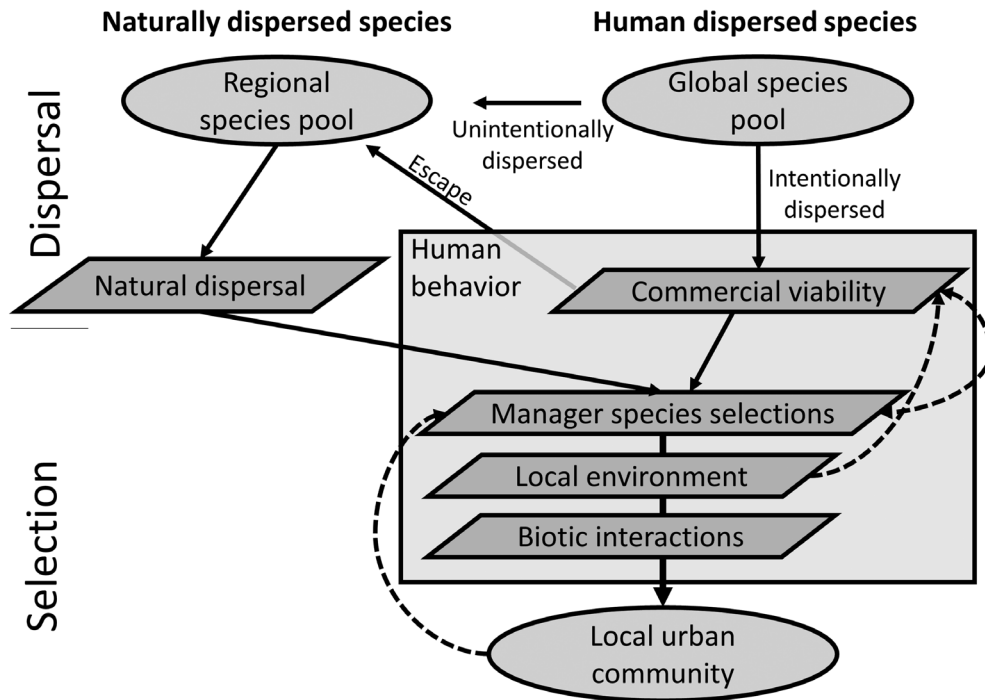 Naturally dispersed species
Human dispersed species
Dispersal
Regional
species pool
Global species
pool
Unintentionally
dispersed
Escape
Intentionally
dispersed
Human
behavior
Natural dispersal
Commercial viability
Selection
Manager species selections
Local environment
Biotic interactions
Local urban
community